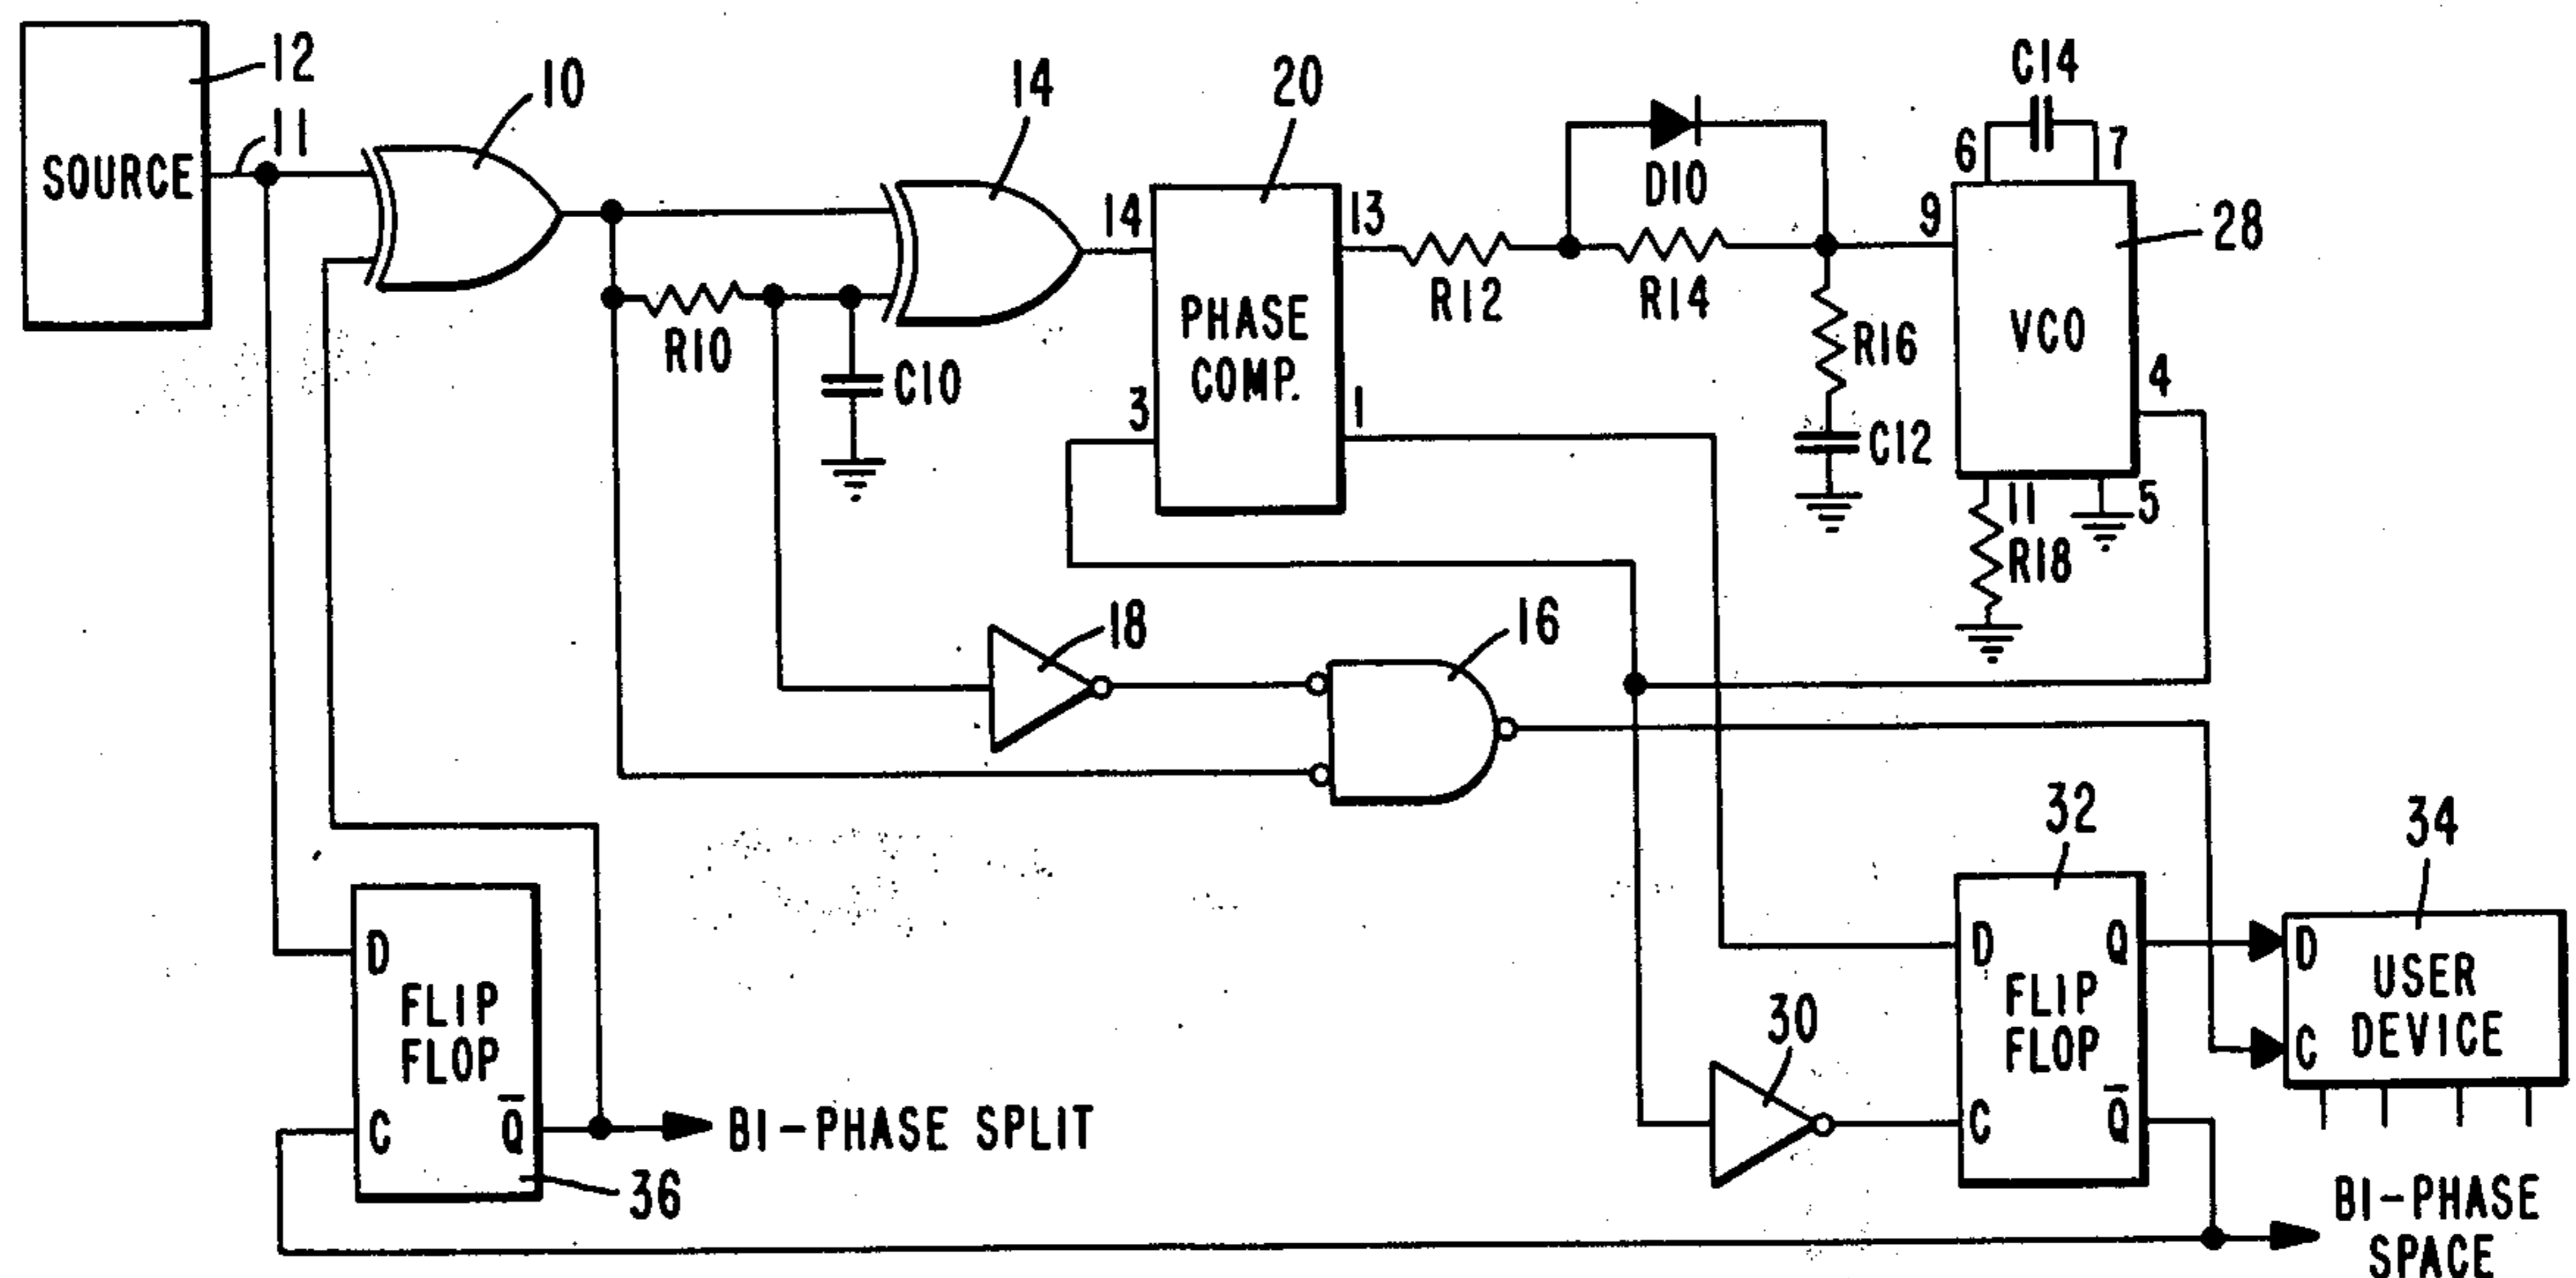 12
11
SOURCE
10
14
20
14
3
PHASE
COMP.
13
1
R10
C10
R12
D10
R14
R16
C12
C14
6
7
9
VCO
28
4
11
5
R18
18
16
32
34
D
FLIP
FLOP
C
Q̅
36
BI-PHASE SPLIT
30
D
Q
FLIP
FLOP
C
Q̅
D
USER
DEVICE
C
BI-PHASE
SPACE